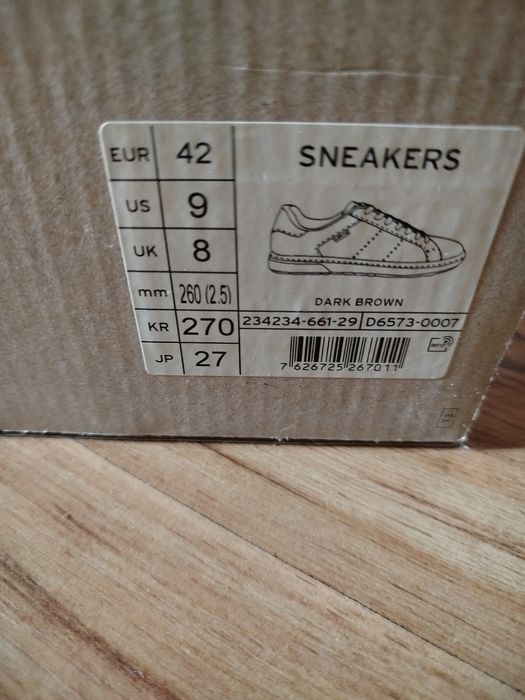 SNEAKERS
EUR 42
US 9
UK 8
mm 260 (2.5)
KR 270
JP 27
DARK BROWN
234234-661-29 D6573-0007
7 626725 267011